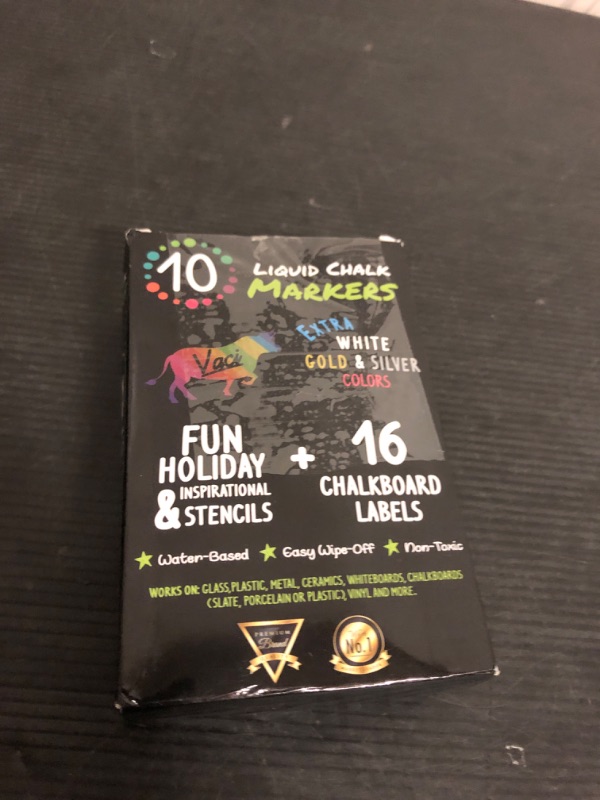 10
LIQUID CHALK
MARKERS
EXTRA
WHITE
GOLD & SILVER
COLORS
Vaci
FUN
HOLIDAY
& INSPIRATIONAL
STENCILS
+
16
CHALKBOARD
LABELS
Water-Based Easy Wipe-Off Non-Toxic
WORKS ON: GLASS,PLASTIC, METAL, CERAMICS, WHITEBOARDS, CHALKBOARDS
(SLATE, PORCELAIN OR PLASTIC), VINYL AND MORE..
PREMIUM
Brand
No.1